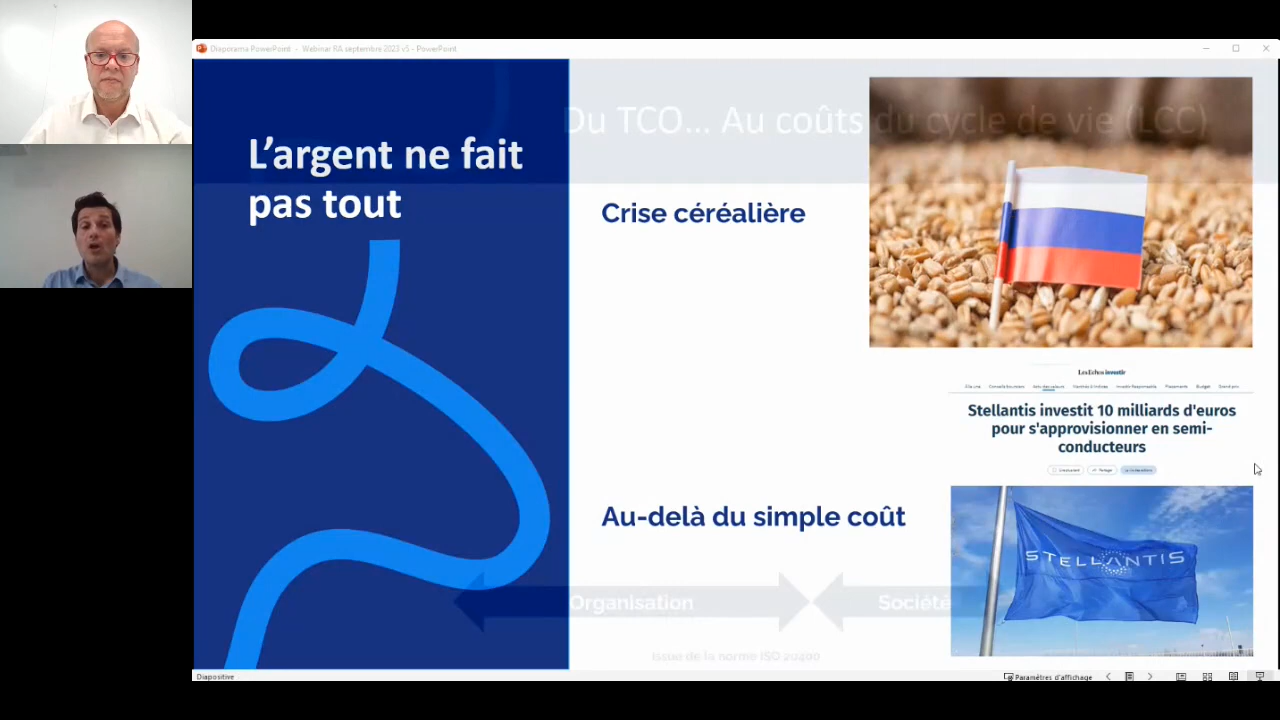 Diaporama PowerPoint - Webinar RA septembre 2023 v5 - PowerPoint
L'argent ne fait
pas tout
Du TCO... Au coûts du cycle de vie (LCC)
Crise céréalière
LesEchos investir
Stellantis investit 10 milliards d'euros
pour s'approvisionner en semi-
conducteurs
Au-delà du simple coût
STELLANTIS
Organisation
Société
Issue de la norme ISO 20400
Diapositive
Paramètres d'affichage